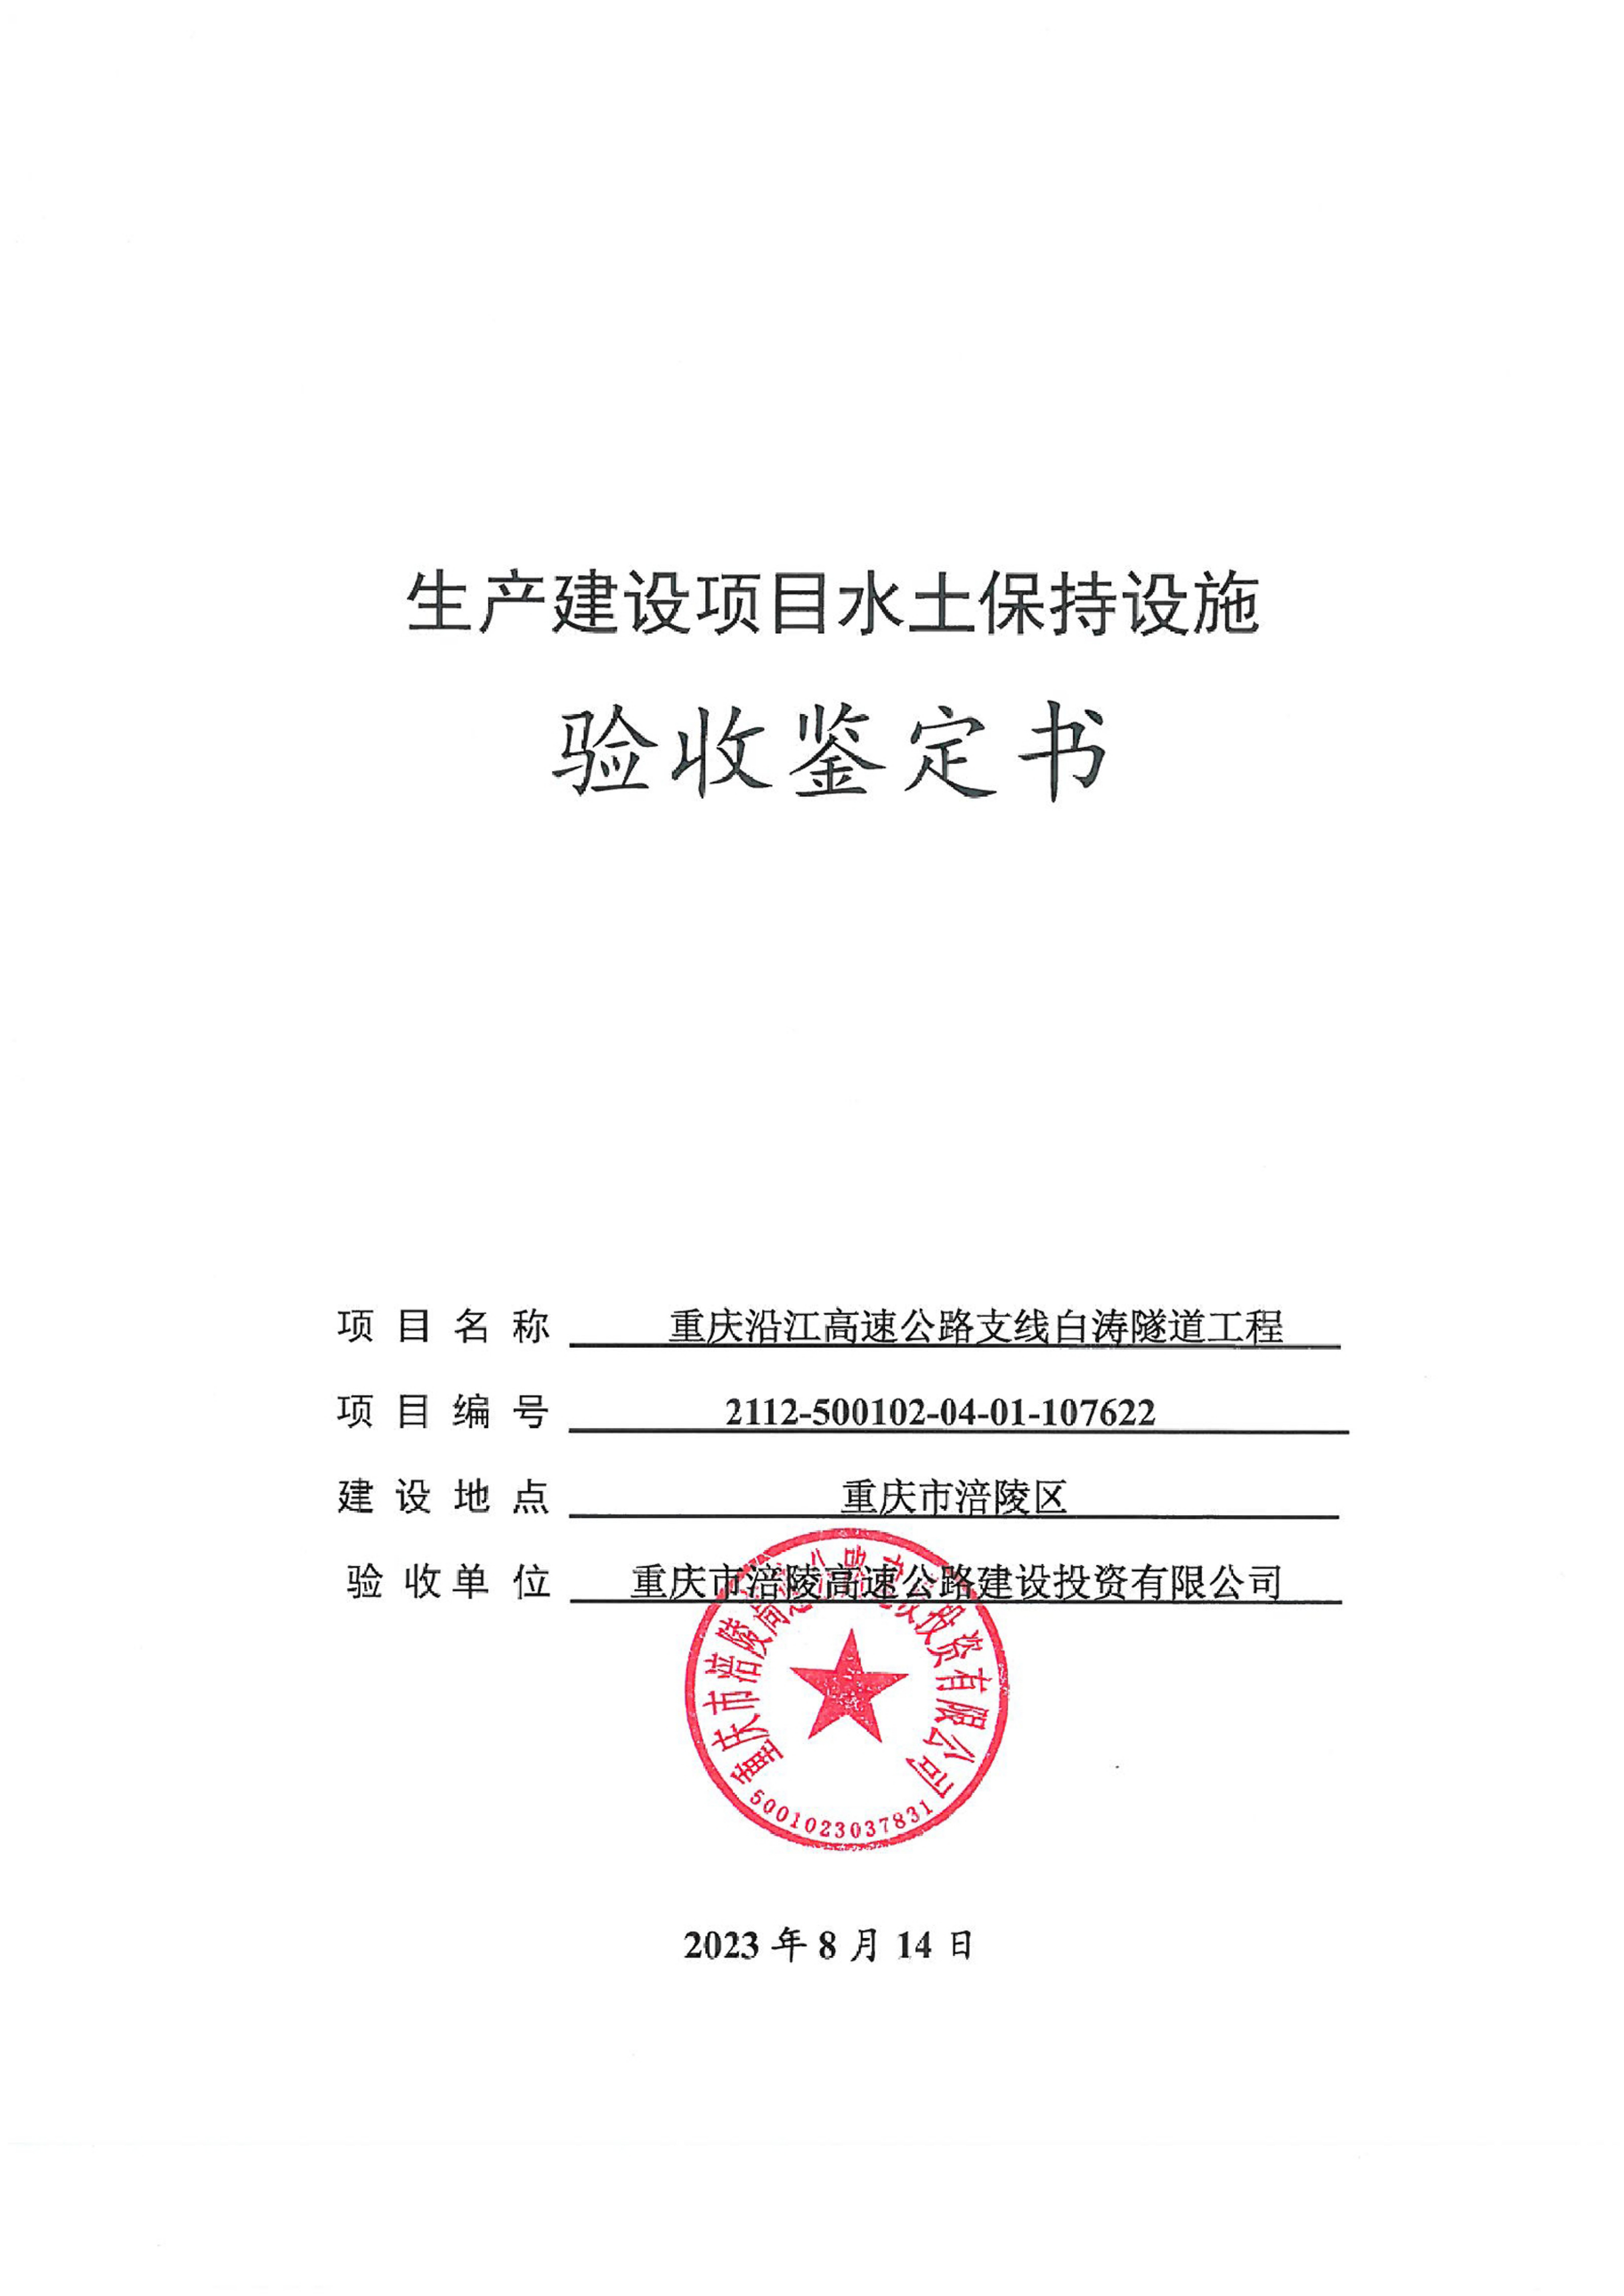 生产建设项目水土保持设施
验收鉴定书
项目名称 重庆沿江高速公路支线白涛隧道工程
项目编号 2112-500102-04-01-107622
建设地点 重庆市涪陵区
验收单位 重庆市涪陵高速公路建设投资有限公司
重庆市涪陵高速公路建设投资有限公司
5001023037831
2023年8月14日